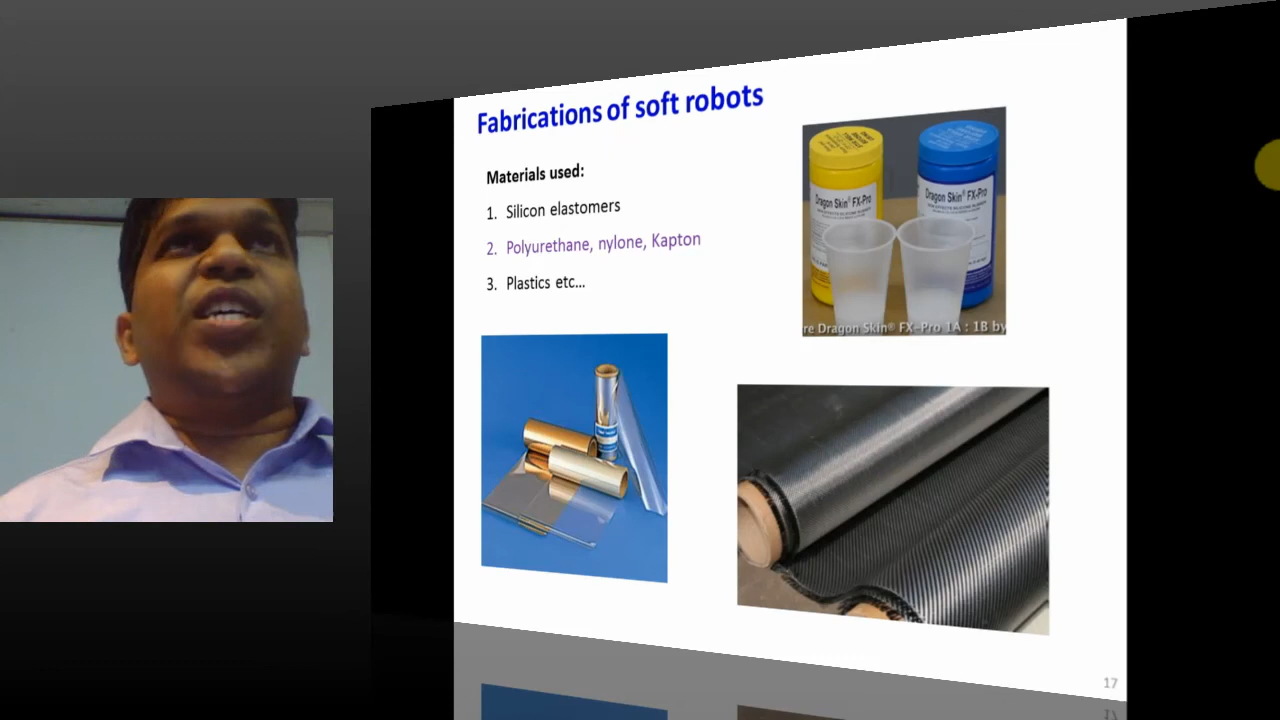 Fabrications of soft robots
Materials used:
1. Silicon elastomers
2. Polyurethane, nylone, Kapton
3. Plastics etc...
Dragon Skin® FX-Pro
Dragon Skin® FX-Pro
re Dragon Skin® FX-Pro 1A : 1B by
17